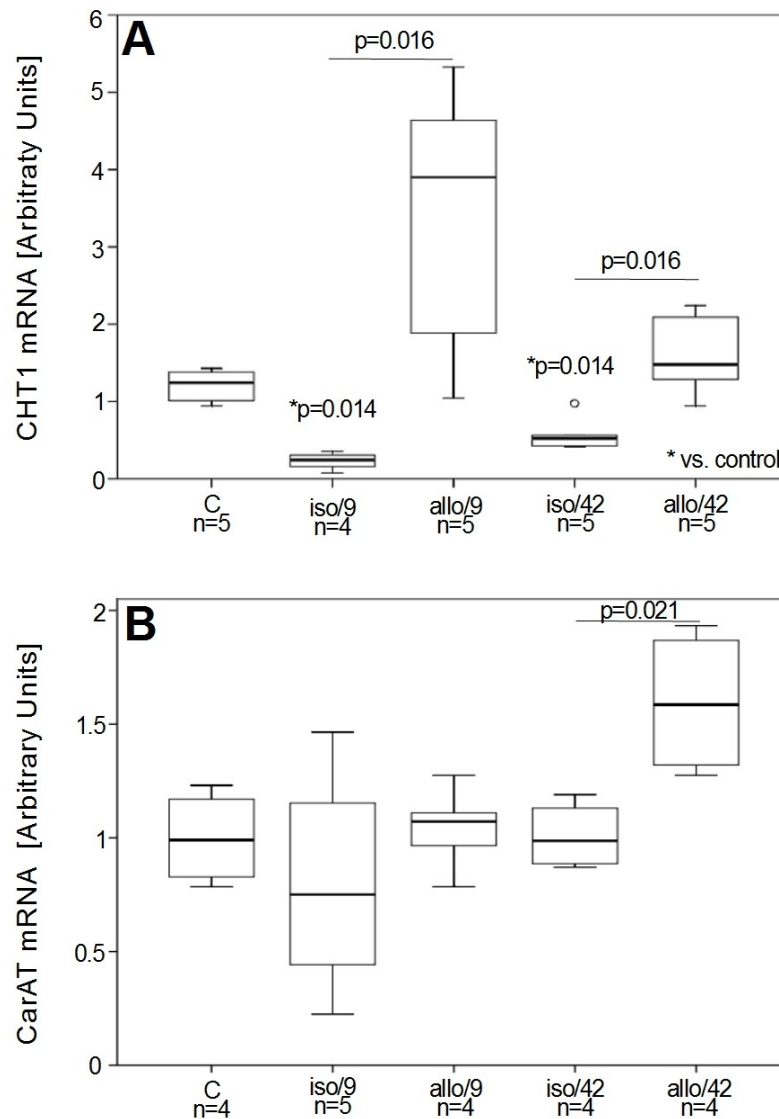 A
CHT1 mRNA [Arbitraty Units]
6
5
4
3
2
1
0
p=0.016
p=0.016
*p=0.014
*p=0.014
* vs. control
C iso/9 allo/9 iso/42 allo/42
n=5 n=4 n=5 n=5 n=5
B
CarAT mRNA [Arbitrary Units]
2
1.5
1
0.5
0
p=0.021
C iso/9 allo/9 iso/42 allo/42
n=4 n=5 n=4 n=4 n=4